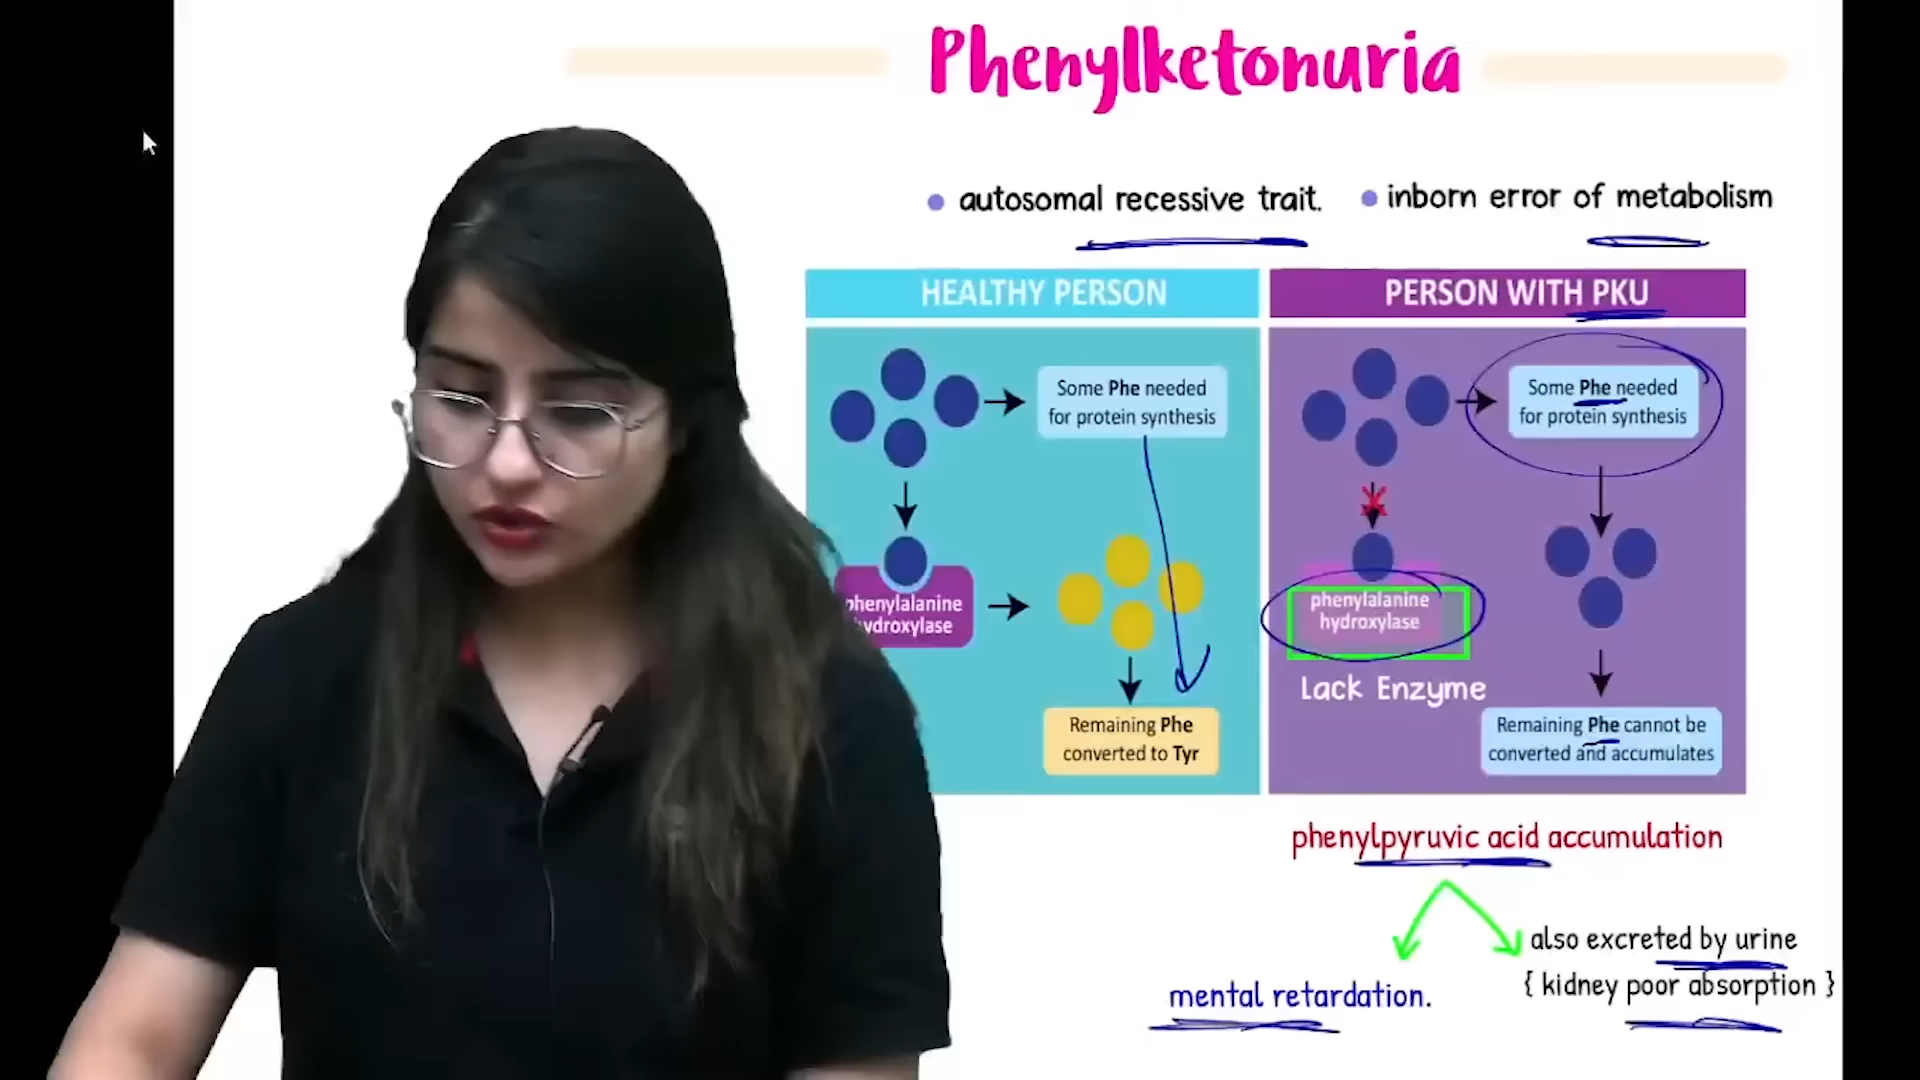 Phenylketonuria
autosomal recessive trait.
inborn error of metabolism
HEALTHY PERSON
Some Phe needed
for protein synthesis
phenylalanine
hydroxylase
Remaining Phe
converted to Tyr
PERSON WITH PKU
Some Phe needed
for protein synthesis
phenylalanine
hydroxylase
Lack Enzyme
Remaining Phe cannot be
converted and accumulates
phenylpyruvic acid accumulation
mental retardation.
also excreted by urine
{ kidney poor absorption }